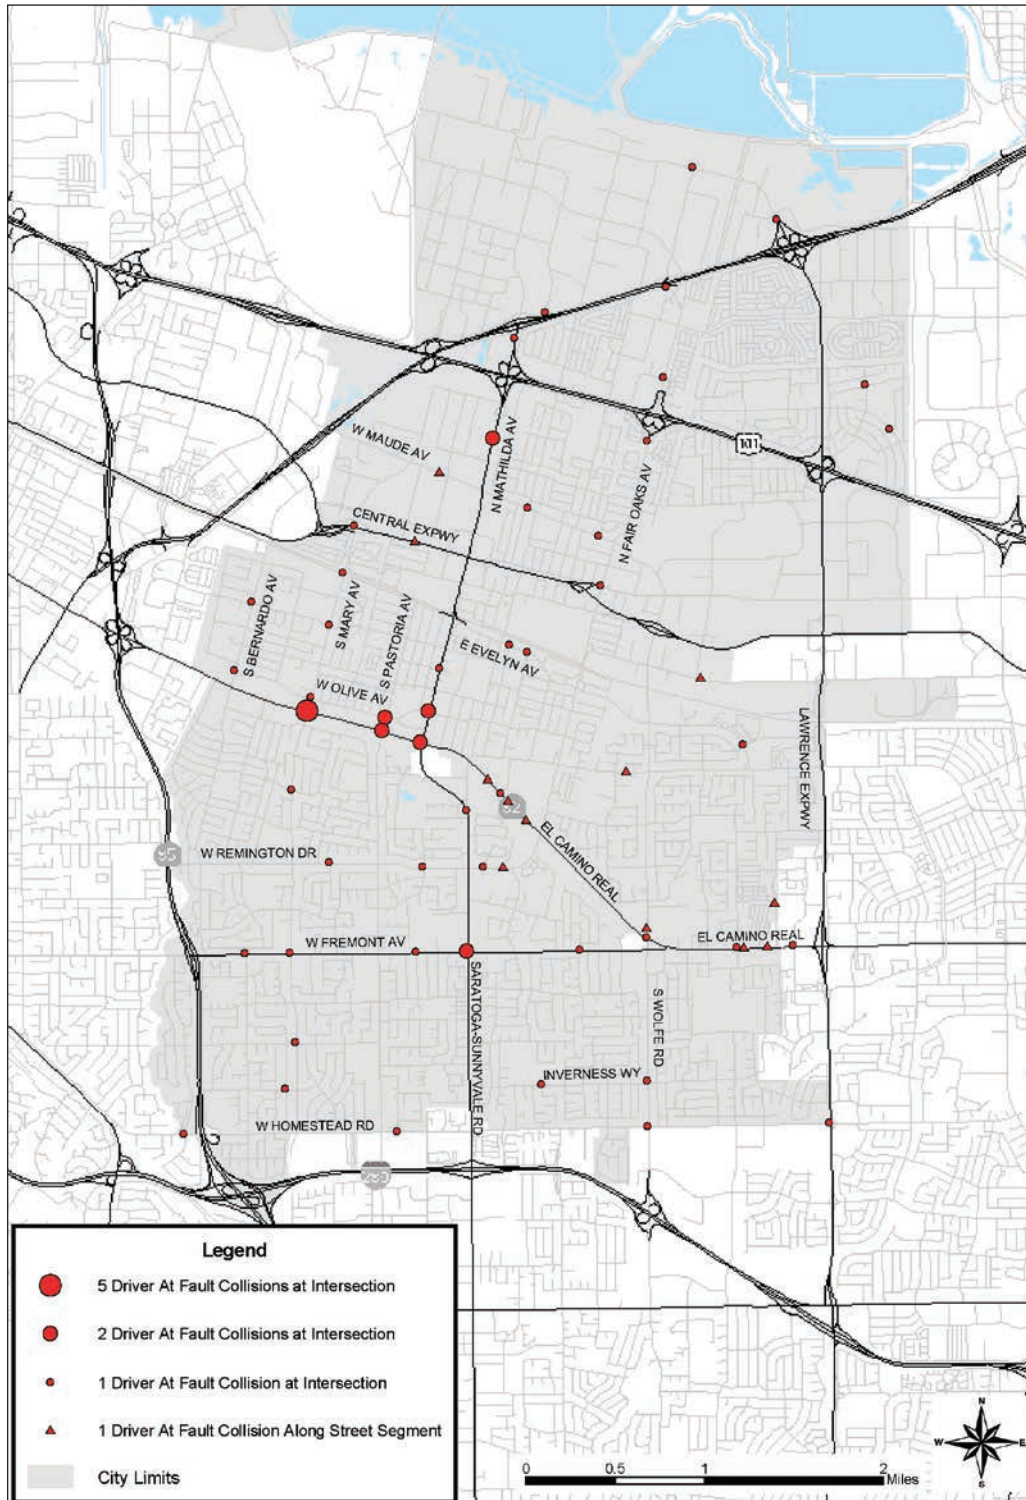 W MAUDE AV
N MATHILDA AV
101
N FAIR OAKS AV
CENTRAL EXPWY
S BERNARDO AV
S MARY AV
S PASTORIA AV
E EVELYN AV
W OLIVE AV
LAWRENCE EXPWY
82
EL CAMINO REAL
85
W REMINGTON DR
W FREMONT AV
EL CAMINO REAL
SARATOGA-SUNNYVALE RD
S WOLFE RD
INVERNESS WY
W HOMESTEAD RD
Legend
5 Driver At Fault Collisions at Intersection
2 Driver At Fault Collisions at Intersection
1 Driver At Fault Collision at Intersection
1 Driver At Fault Collision Along Street Segment
City Limits
N
W
E
S
0 0.5 1 2
Miles